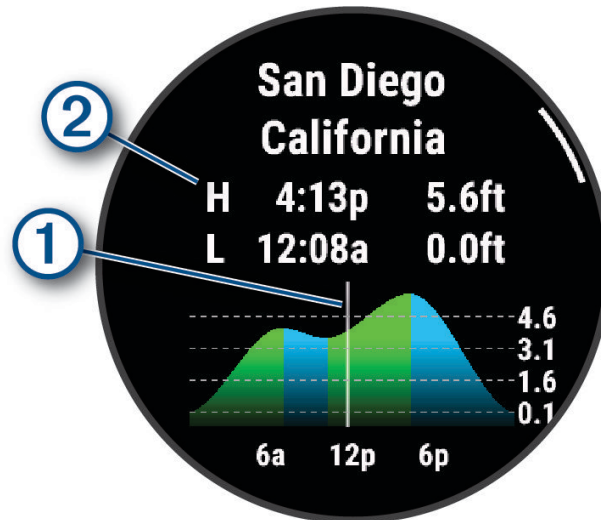 San Diego
California
2
H 4:13p 5.6ft
1
L 12:08a 0.0ft
4.6
3.1
1.6
0.1
6a 12p 6p